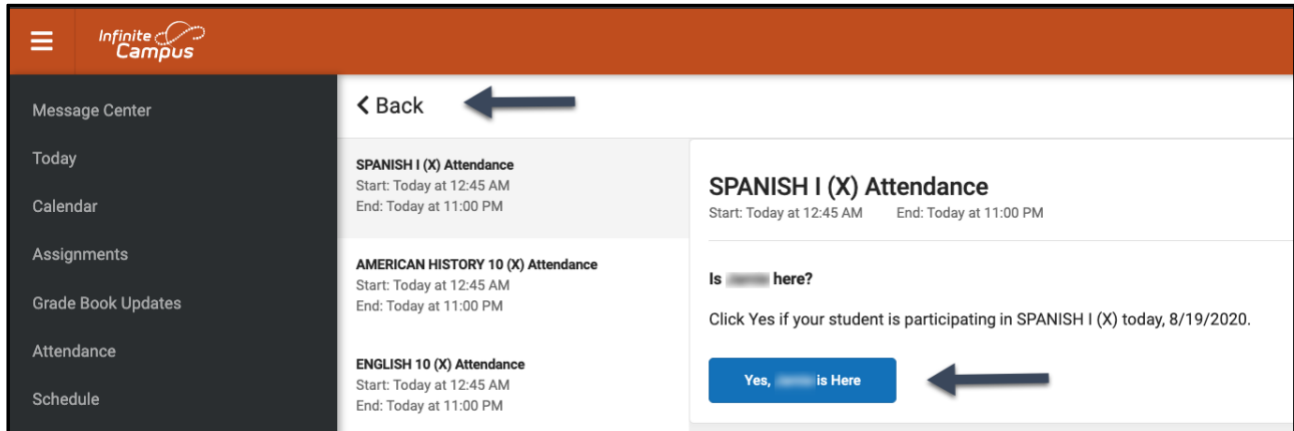 Infinite
Campus
Message Center
Today
Calendar
Assignments
Grade Book Updates
Attendance
Schedule
Back
SPANISH I (X) Attendance
Start: Today at 12:45 AM
End: Today at 11:00 PM
AMERICAN HISTORY 10 (X) Attendance
Start: Today at 12:45 AM
End: Today at 11:00 PM
ENGLISH 10 (X) Attendance
Start: Today at 12:45 AM
End: Today at 11:00 PM
SPANISH I (X) Attendance
Start: Today at 12:45 AM End: Today at 11:00 PM
Is here?
Click Yes if your student is participating in SPANISH I (X) today, 8/19/2020.
Yes, is Here